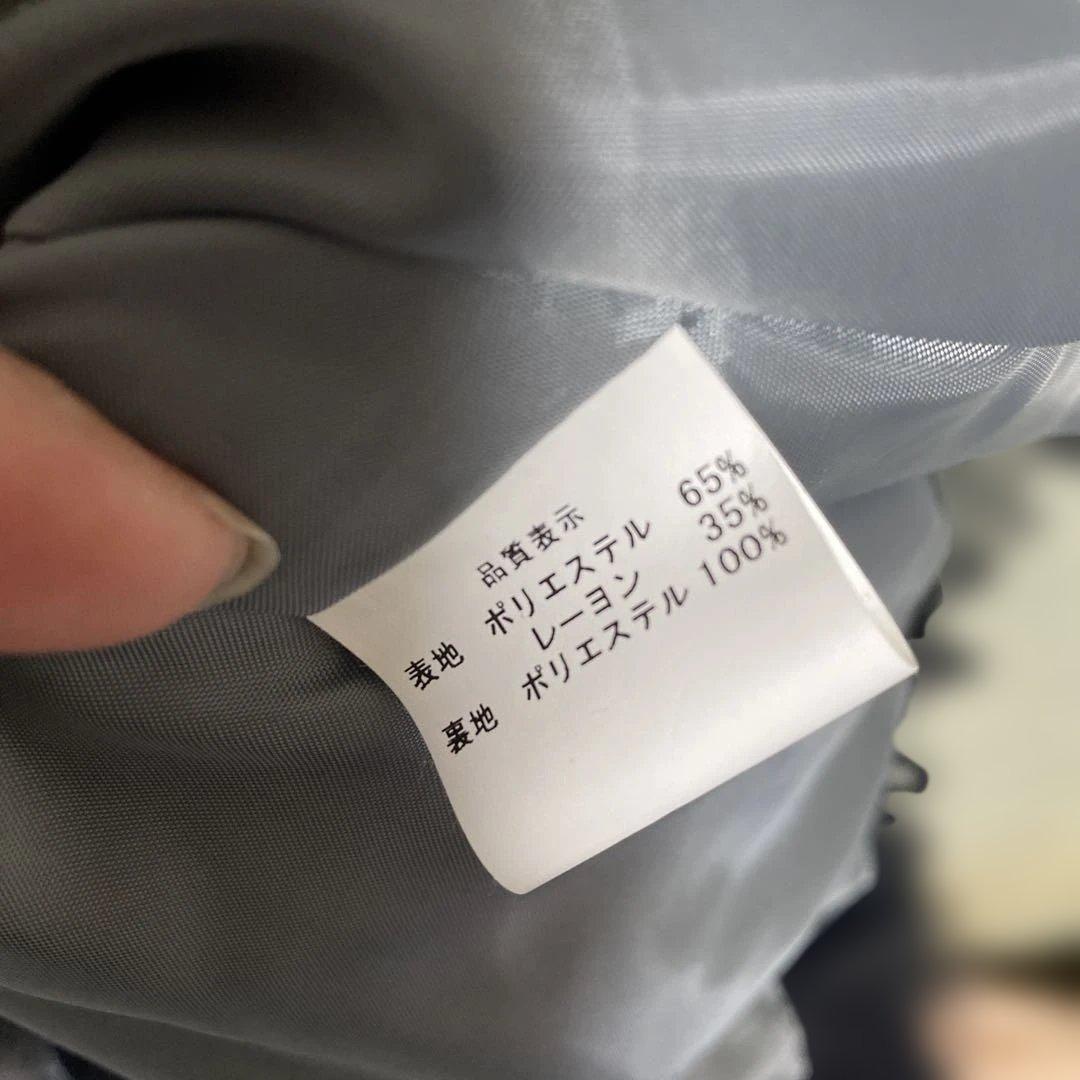 品質表示
表地 ポリエステル 65%
レーヨン 35%
裏地 ポリエステル 100%